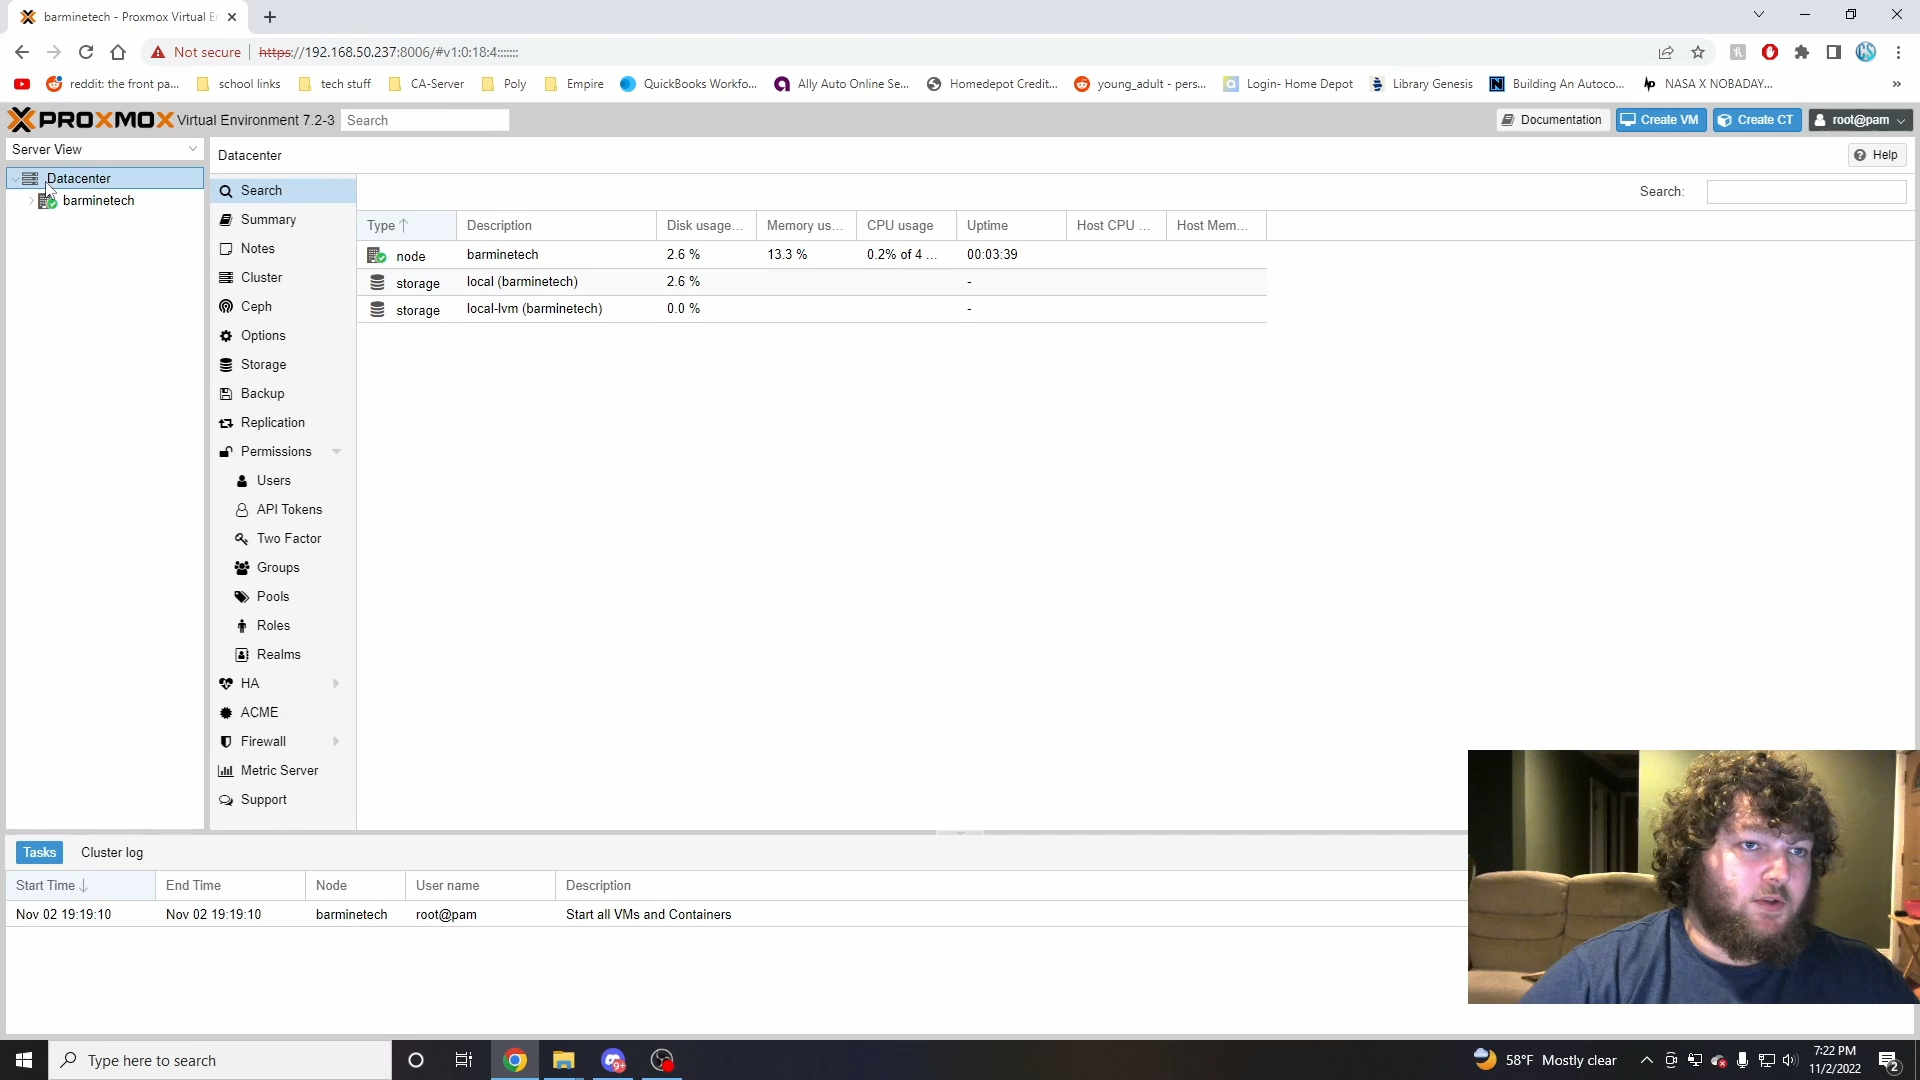 barminetech - Proxmox Virtual E
Not secure
https://192.168.50.237:8006/#v1:0:18:4:::::::
reddit: the front pa...
school links
tech stuff
CA-Server
Poly
Empire
QuickBooks Workfo...
Ally Auto Online Se...
Homedepot Credit...
young_adult - pers...
Login- Home Depot
Library Genesis
Building An Autoco...
NASA X NOBADAY...
»
PROXMOX Virtual Environment 7.2-3
Search
Documentation
Create VM
Create CT
root@pam
Server View
Datacenter
barminetech
Datacenter
Help
Search
Summary
Notes
Cluster
Ceph
Options
Storage
Backup
Replication
Permissions
Users
API Tokens
Two Factor
Groups
Pools
Roles
Realms
HA
ACME
Firewall
Metric Server
Support
Search:
Type Description Disk usage... Memory us... CPU usage Uptime Host CPU ... Host Mem...
node barminetech 2.6 % 13.3 % 0.2% of 4 ... 00:03:39
storage local (barminetech) 2.6 % -
storage local-lvm (barminetech) 0.0 % -
Tasks
Cluster log
Start Time End Time Node User name Description
Nov 02 19:19:10 Nov 02 19:19:10 barminetech root@pam Start all VMs and Containers
Type here to search
9+
58°F Mostly clear
7:22 PM
11/2/2022
2